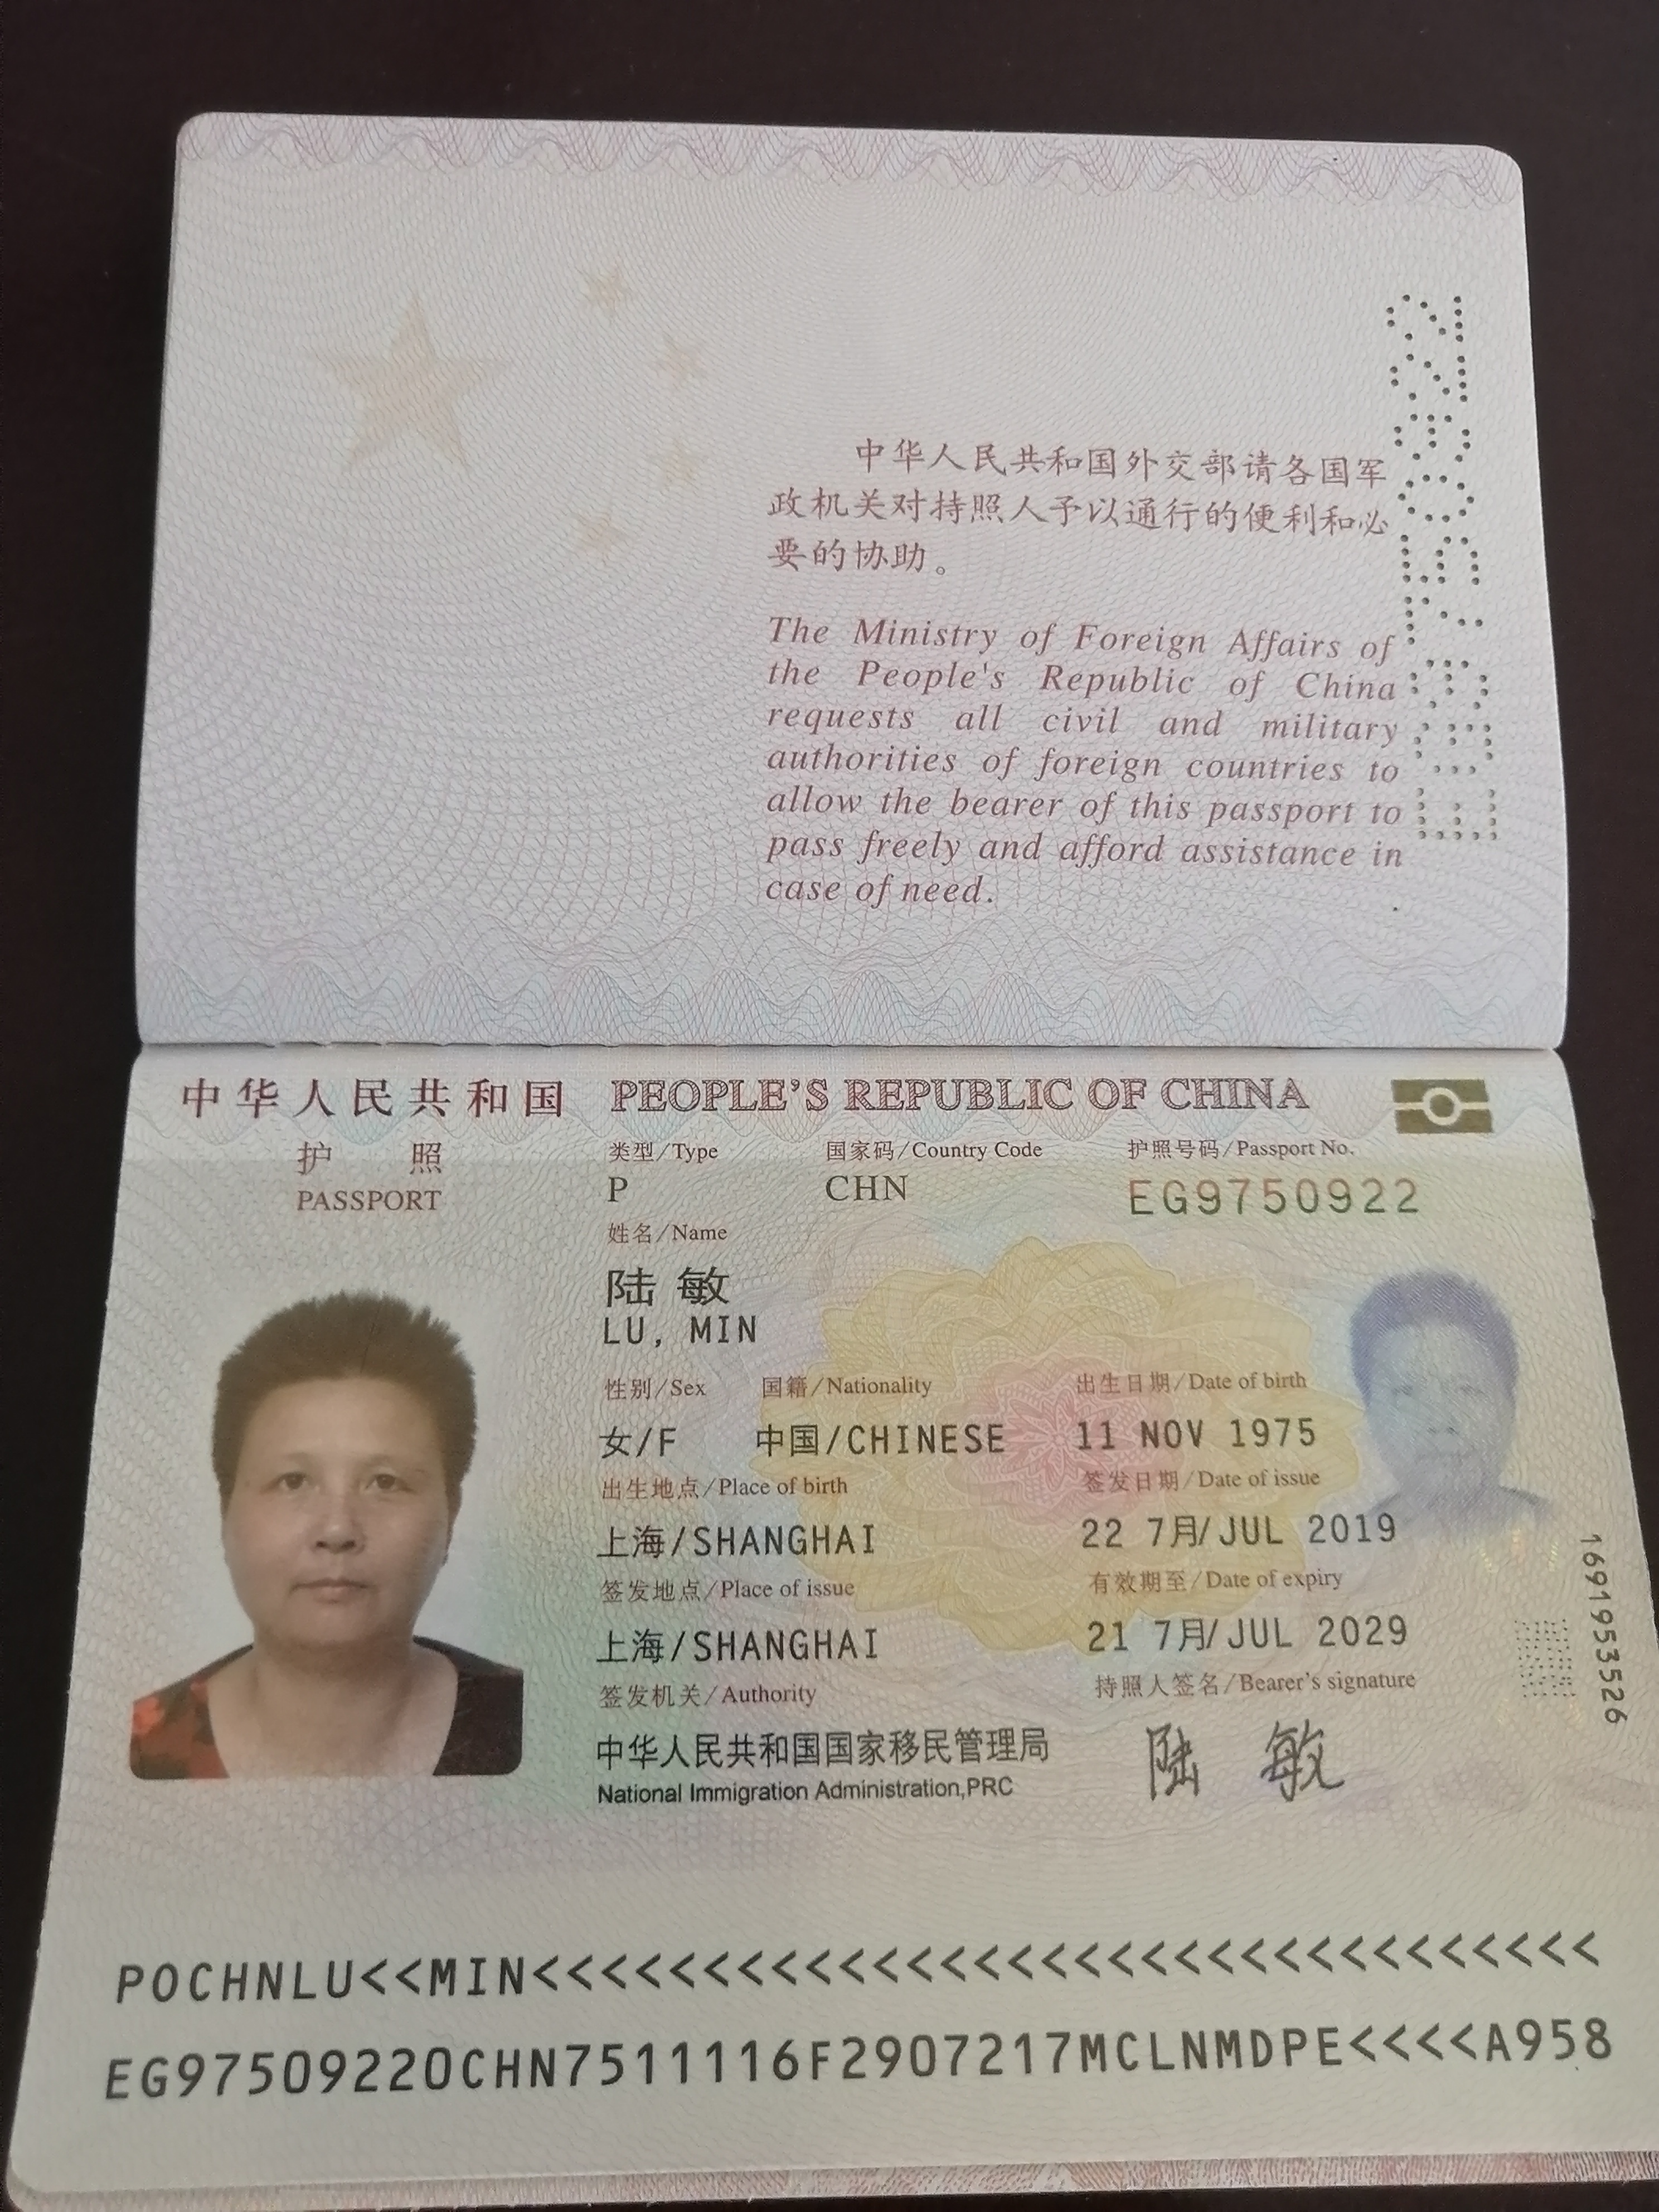 中华人民共和国外交部请各国军
政机关对持照人予以通行的便利和必
要的协助。
The Ministry of Foreign Affairs of
the People's Republic of China
requests all civil and military
authorities of foreign countries to
allow the bearer of this passport to
pass freely and afford assistance in
case of need.
EG9750922
中华人民共和国 PEOPLE'S REPUBLIC OF CHINA
护照
PASSPORT
类型/Type 国家码/Country Code 护照号码/Passport No.
P CHN EG9750922
姓名/Name
陆敏
LU, MIN
性别/Sex 国籍/Nationality 出生日期/Date of birth
女/F 中国/CHINESE 11 NOV 1975
出生地点/Place of birth 签发日期/Date of issue
上海/SHANGHAI 22 7月/JUL 2019
签发地点/Place of issue 有效期至/Date of expiry
上海/SHANGHAI 21 7月/JUL 2029
签发机关/Authority 持照人签名/Bearer's signature
中华人民共和国国家移民管理局 陆敏
National Immigration Administration,PRC
1691953526
POCHNLU<<MIN<<<<<<<<<<<<<<<<<<<<<<<<<<<<<<<<
EG97509220CHN7511116F2907217MCLNMDPE<<<<A958